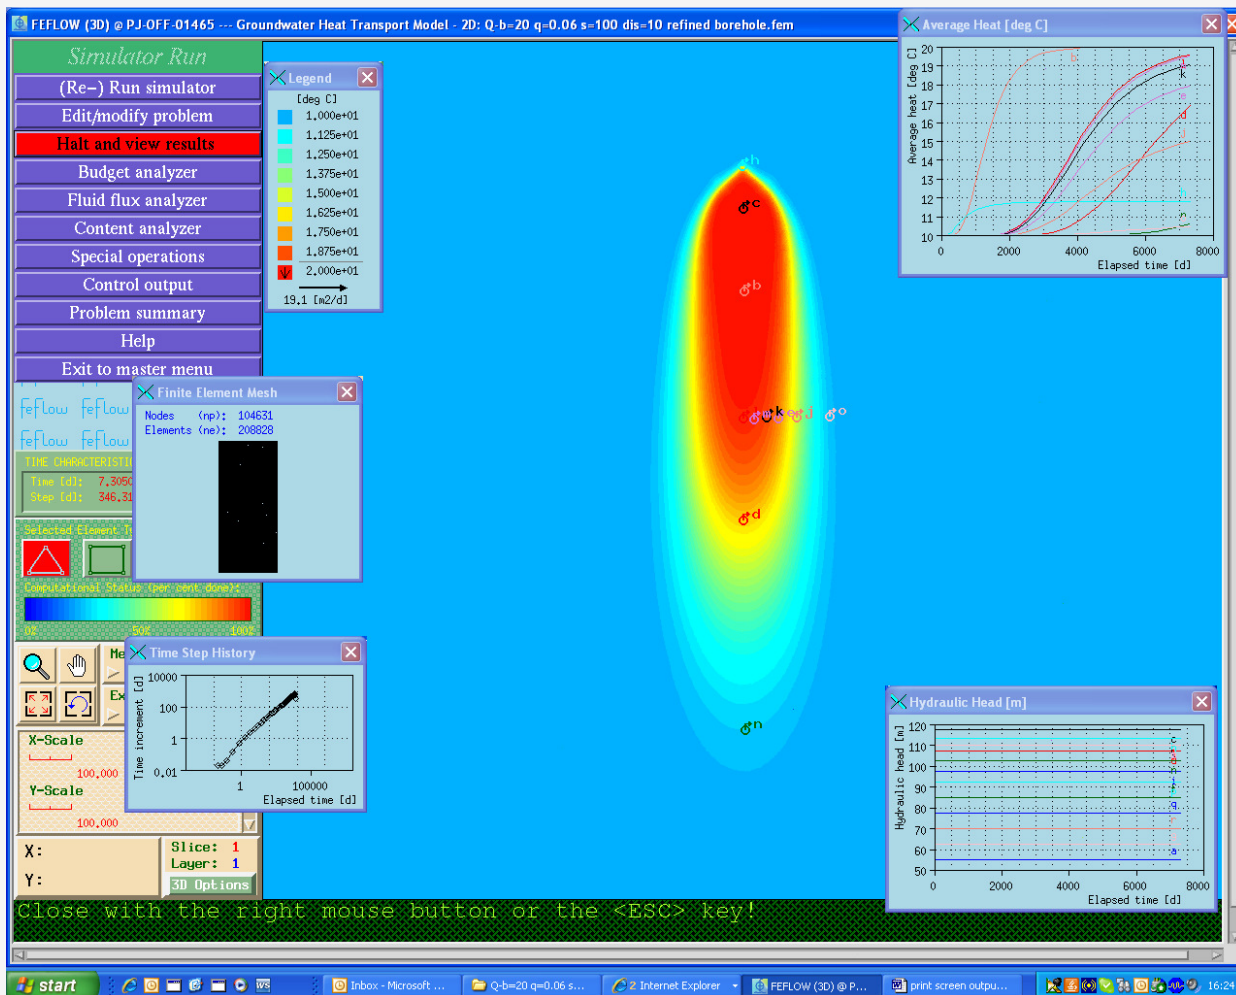 FEFLOW (3D) @ PJ-OFF-01465 --- Groundwater Heat Transport Model - 2D: Q-b=20 q=0.06 s=100 dis=10 refined borehole.fem
Simulator Run
(Re-) Run simulator
Edit/modify problem
Halt and view results
Budget analyzer
Fluid flux analyzer
Content analyzer
Special operations
Control output
Problem summary
Help
Exit to master menu
Legend
[deg C]
1.000e+01
1.125e+01
1.250e+01
1.375e+01
1.500e+01
1.625e+01
1.750e+01
1.875e+01
2.000e+01
19.1 [m2/d]
Average Heat [deg C]
Average heat [deg C]
20
19
18
17
16
15
14
13
12
11
10
0
2000
4000
6000
8000
Elapsed time [d]
b
k
e
d
j
h
c
b
k
e
j
o
d
n
feflow feflow
feflow feflow
Finite Element Mesh
Nodes (np): 104631
Elements (ne): 208828
TIME CHARACTERISTIC
Time [d]: 7.3050
Step [d]: 346.31
Selected Element Ty
Computational Status (per cent done):
0%
50%
100%
Me
Ex
Time Step History
Time increment [d]
10000
100
1
0.01
1
100000
Elapsed time [d]
X-Scale
100.000
Y-Scale
100.000
X:
Y:
Slice: 1
Layer: 1
3D Options
Hydraulic Head [m]
Hydraulic head [m]
120
110
100
90
80
70
60
50
0
2000
4000
6000
8000
Elapsed time [d]
c
q
a
Close with the right mouse button or the <ESC> key!
start
Inbox - Microsoft ...
Q-b=20 q=0.06 s...
2 Internet Explorer
FEFLOW (3D) @ P...
print screen outpu...
16:24